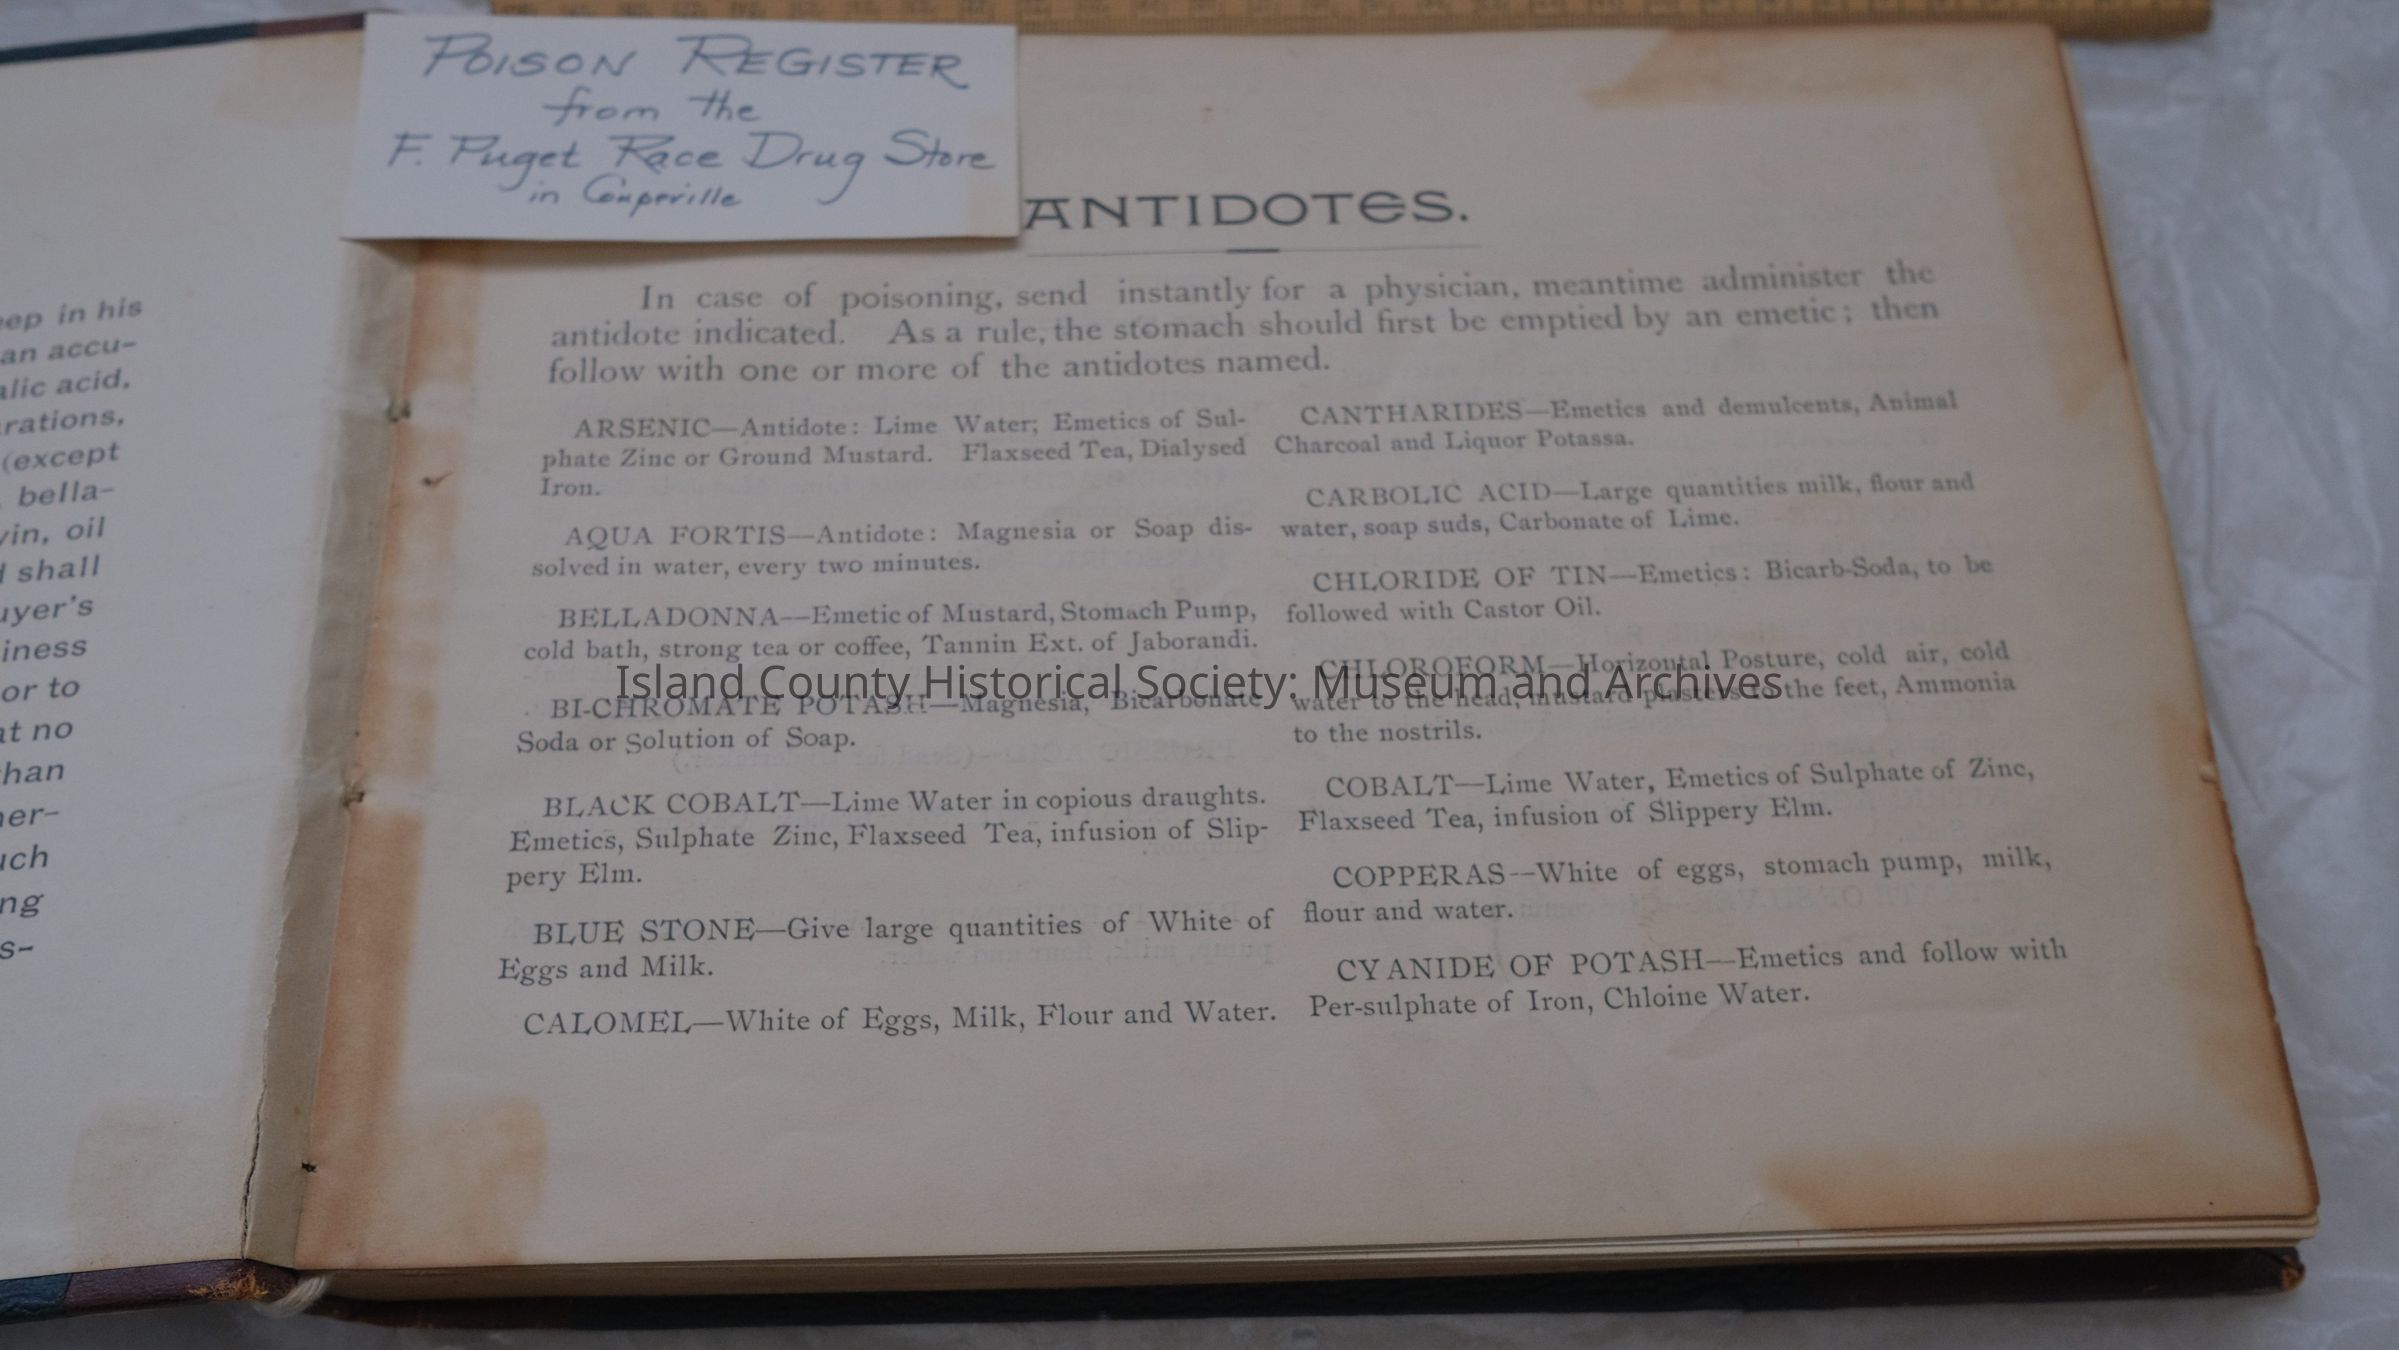 POISON REGISTER
from the
F. Puget Race Drug Store
in Coupeville
eep in his
an accu-
alic acid,
rations,
(except
bella-
vin, oil
d shall
uyer's
iness
or to
at no
than
her-
uch
ng
s-
ANTIDOTES.
In case of poisoning, send instantly for a physician, meantime administer the
antidote indicated. As a rule, the stomach should first be emptied by an emetic; then
follow with one or more of the antidotes named.
ARSENIC—Antidote: Lime Water; Emetics of Sul-
phate Zinc or Ground Mustard. Flaxseed Tea, Dialysed
Iron.
AQUA FORTIS—Antidote: Magnesia or Soap dis-
solved in water, every two minutes.
BELLADONNA—Emetic of Mustard, Stomach Pump,
cold bath, strong tea or coffee, Tannin Ext. of Jaborandi.
BI-CHROMATE POTASH—Magnesia, Bicarbonate
Soda or Solution of Soap.
BLACK COBALT—Lime Water in copious draughts.
Emetics, Sulphate Zinc, Flaxseed Tea, infusion of Slip-
pery Elm.
BLUE STONE—Give large quantities of White of
Eggs and Milk.
CALOMEL—White of Eggs, Milk, Flour and Water.
CANTHARIDES—Emetics and demulcents, Animal
Charcoal and Liquor Potassa.
CARBOLIC ACID—Large quantities milk, flour and
water, soap suds, Carbonate of Lime.
CHLORIDE OF TIN—Emetics: Bicarb-Soda, to be
followed with Castor Oil.
CHLOROFORM—Horizontal Posture, cold air, cold
water to the head, mustard plasters to the feet, Ammonia
to the nostrils.
COBALT—Lime Water, Emetics of Sulphate of Zinc,
Flaxseed Tea, infusion of Slippery Elm.
COPPERAS--White of eggs, stomach pump, milk,
flour and water.
CYANIDE OF POTASH—Emetics and follow with
Per-sulphate of Iron, Chloine Water.
Island County Historical Society: Museum and Archives